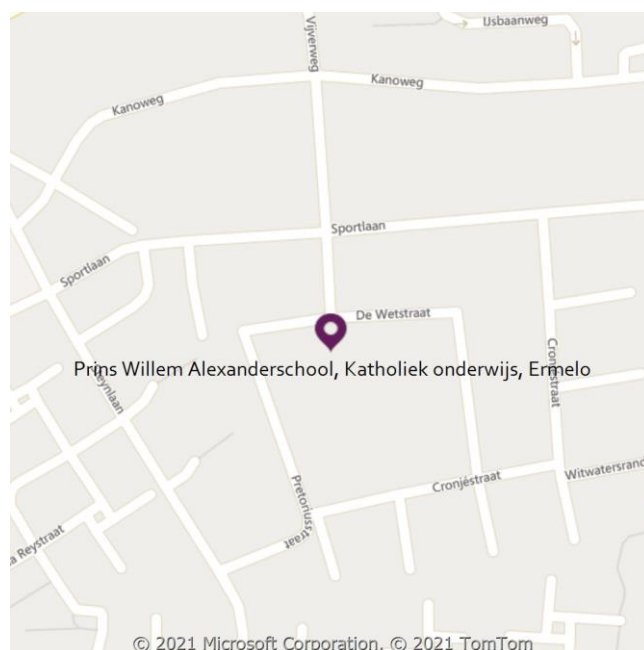 IJsbaanweg
Vijverweg
Kanoweg
Kanoweg
Sportlaan
Sportlaan
De Wetstraat
Prins Willem Alexanderschool, Katholiek onderwijs, Ermelo
Cronjéstraat
Pretoriusstraat
Cronjéstraat
Witwatersrand
a Reystraat
© 2021 Microsoft Corporation, © 2021 TomTom